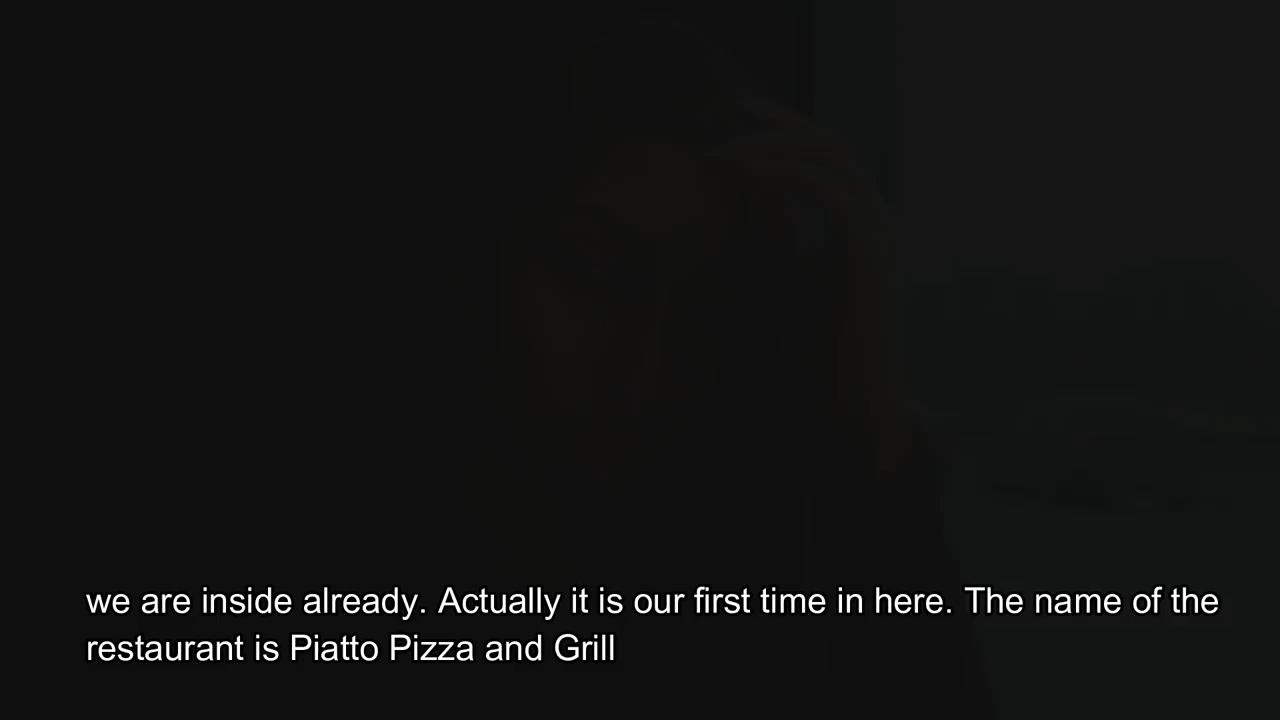 we are inside already. Actually it is our first time in here. The name of the
restaurant is Piatto Pizza and Grill